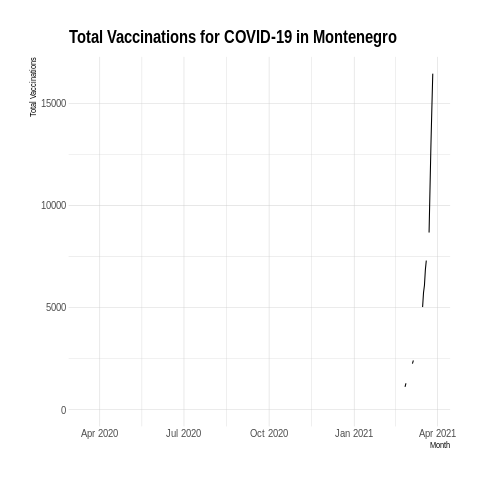 Total Vaccinations for COVID-19 in Montenegro
Total Vaccinations
15000
10000
5000
0
Apr 2020 Jul 2020 Oct 2020 Jan 2021 Apr 2021
Month